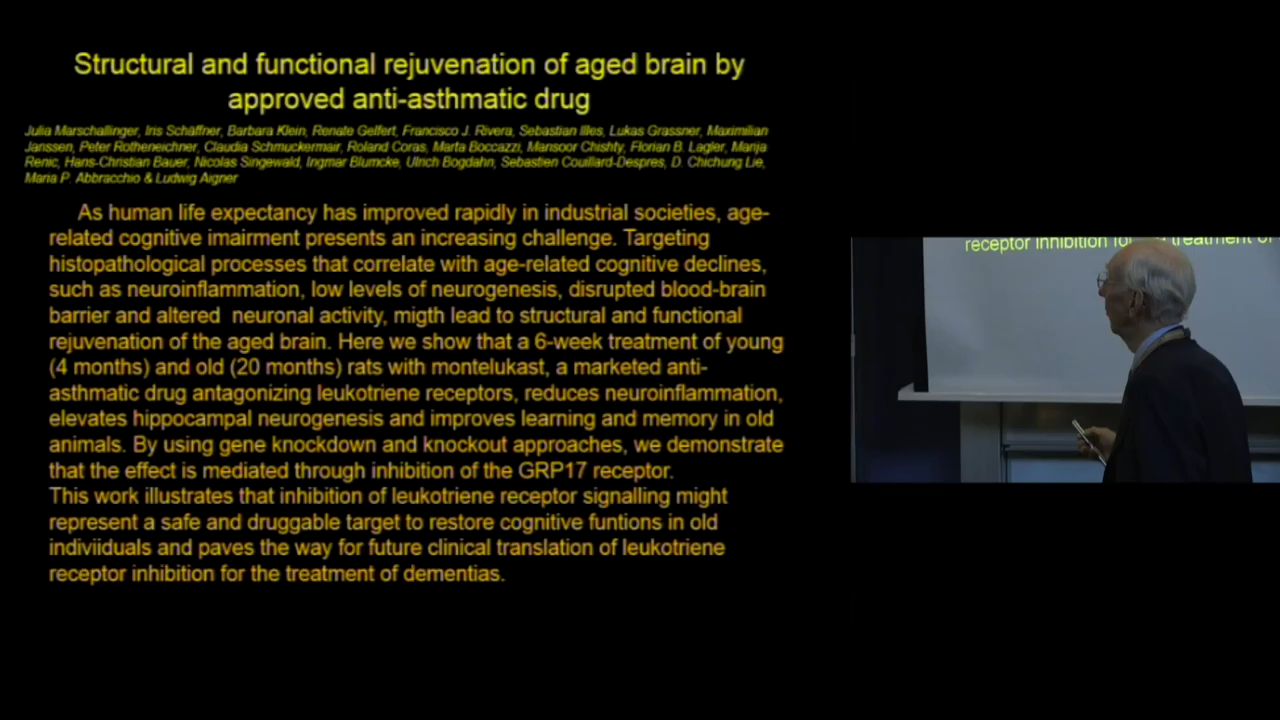 Structural and functional rejuvenation of aged brain by
approved anti-asthmatic drug
Julia Marschallinger, Iris Schäffner, Barbara Klein, Renate Gelfert, Francisco J. Rivera, Sebastian Illes, Lukas Grassner, Maximilian
Janssen, Peter Rotheneichner, Claudia Schmuckermair, Roland Coras, Marta Boccazzi, Mansoor Chishty, Florian B. Lagler, Marija
Renic, Hans-Christian Bauer, Nicolas Singewald, Ingmar Blumcke, Ulrich Bogdahn, Sebastien Couillard-Despres, D. Chichung Lie,
Maria P. Abbracchio & Ludwig Aigner
As human life expectancy has improved rapidly in industrial societies, age-
related cognitive imairment presents an increasing challenge. Targeting
histopathological processes that correlate with age-related cognitive declines,
such as neuroinflammation, low levels of neurogenesis, disrupted blood-brain
barrier and altered neuronal activity, migth lead to structural and functional
rejuvenation of the aged brain. Here we show that a 6-week treatment of young
(4 months) and old (20 months) rats with montelukast, a marketed anti-
asthmatic drug antagonizing leukotriene receptors, reduces neuroinflammation,
elevates hippocampal neurogenesis and improves learning and memory in old
animals. By using gene knockdown and knockout approaches, we demonstrate
that the effect is mediated through inhibition of the GRP17 receptor.
This work illustrates that inhibition of leukotriene receptor signalling might
represent a safe and druggable target to restore cognitive funtions in old
indiviiduals and paves the way for future clinical translation of leukotriene
receptor inhibition for the treatment of dementias.
receptor inhibition for treatment of